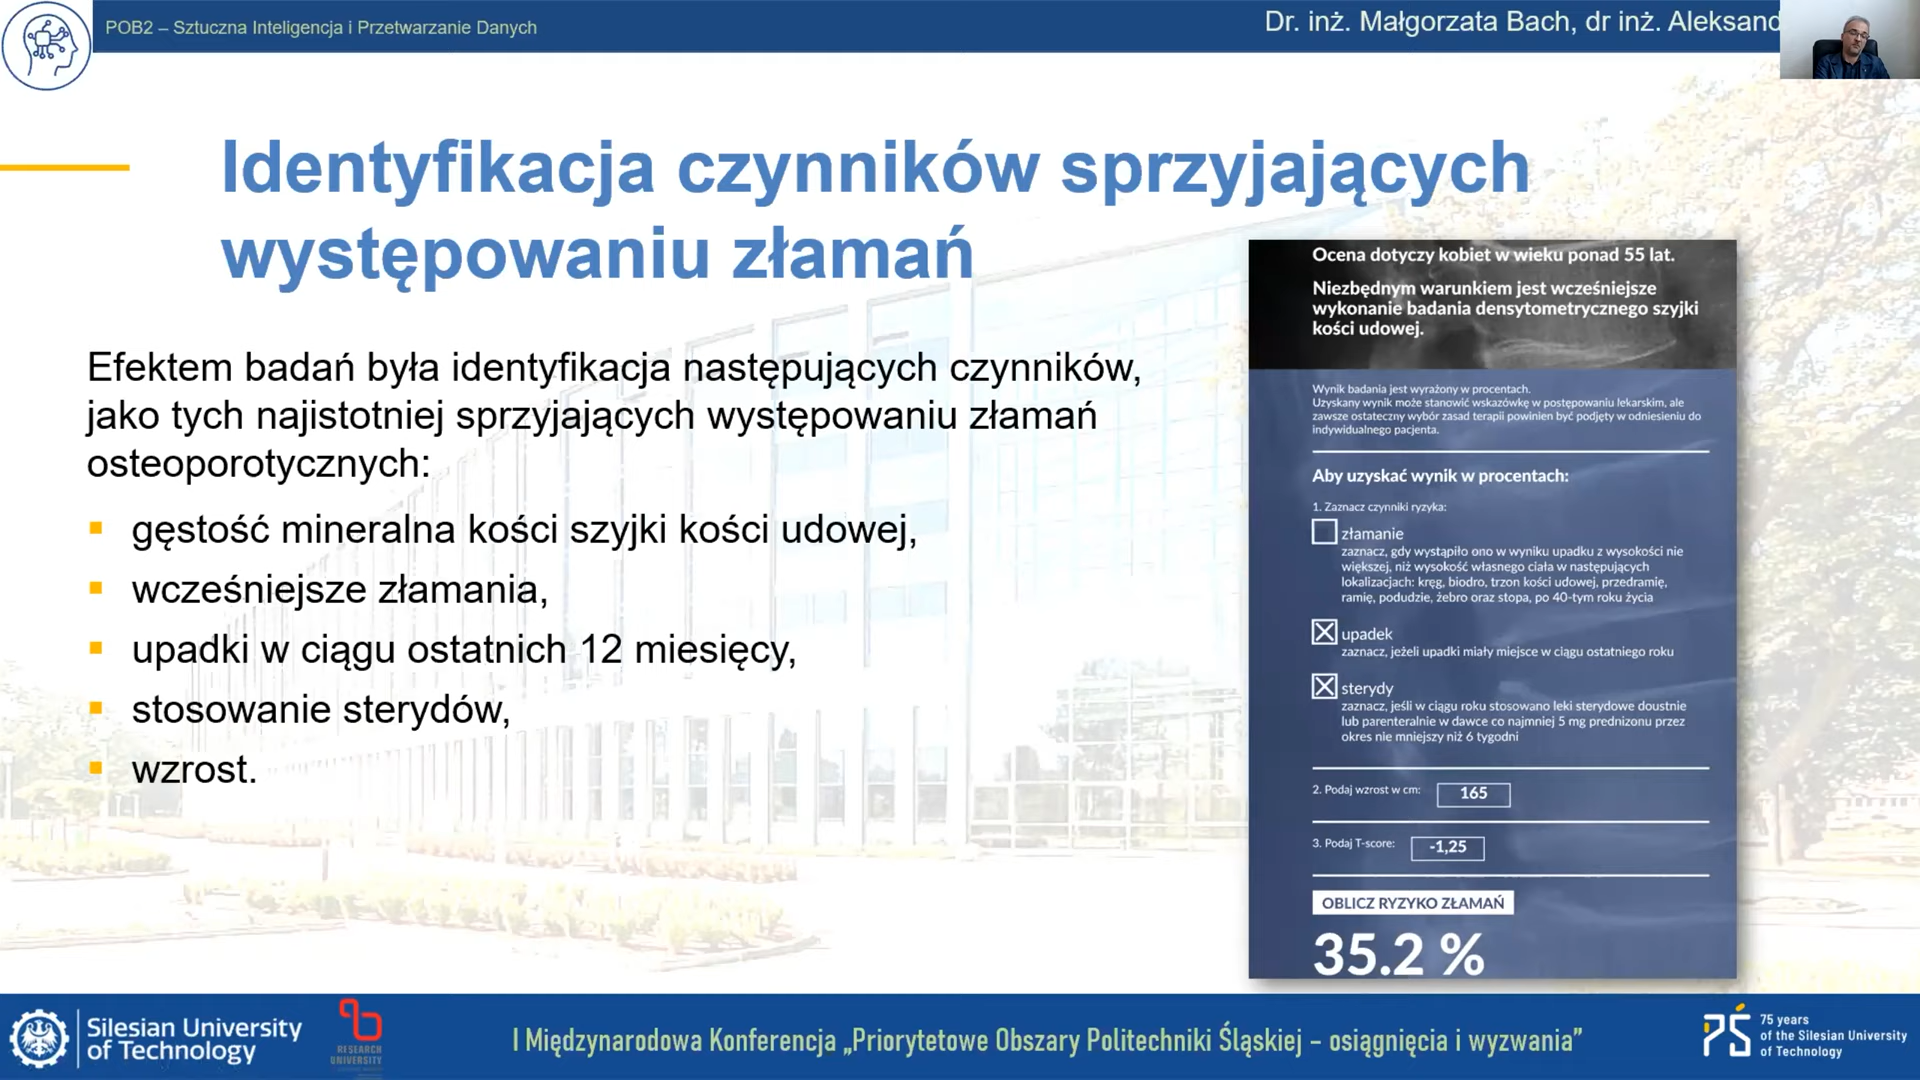 POB2 – Sztuczna Inteligencja i Przetwarzanie Danych
Dr. inż. Małgorzata Bach, dr inż. Aleksand
Identyfikacja czynników sprzyjających
występowaniu złamań
Efektem badań była identyfikacja następujących czynników,
jako tych najistotniej sprzyjających występowaniu złamań
osteoporotycznych:
gęstość mineralna kości szyjki kości udowej,
wcześniejsze złamania,
upadki w ciągu ostatnich 12 miesięcy,
stosowanie sterydów,
wzrost.
Ocena dotyczy kobiet w wieku ponad 55 lat.
Niezbędnym warunkiem jest wcześniejsze
wykonanie badania densytometrycznego szyjki
kości udowej.
Wynik badania jest wyrażony w procentach.
Uzyskany wynik może stanowić wskazówkę w postępowaniu lekarskim, ale
zawsze ostateczny wybór zasad terapii powinien być podjęty w odniesieniu do
indywidualnego pacjenta.
Aby uzyskać wynik w procentach:
1. Zaznacz czynniki ryzyka:
złamanie
zaznacz, gdy wystąpiło ono w wyniku upadku z wysokości nie
większej, niż wysokość własnego ciała w następujących
lokalizacjach: kręg, biodro, trzon kości udowej, przedramię,
ramię, podudzie, żebro oraz stopa, po 40-tym roku życia
upadek
zaznacz, jeżeli upadki miały miejsce w ciągu ostatniego roku
sterydy
zaznacz, jeśli w ciągu roku stosowano leki sterydowe doustnie
lub parenteralnie w dawce co najmniej 5 mg prednizonu przez
okres nie mniejszy niż 6 tygodni
2. Podaj wzrost w cm: 165
3. Podaj T-score: -1,25
OBLICZ RYZYKO ZŁAMAŃ
35.2 %
Silesian University
of Technology
RESEARCH
UNIVERSITY
I Międzynarodowa Konferencja „Priorytetowe Obszary Politechniki Śląskiej – osiągnięcia i wyzwania”
75 years
of the Silesian University
of Technology